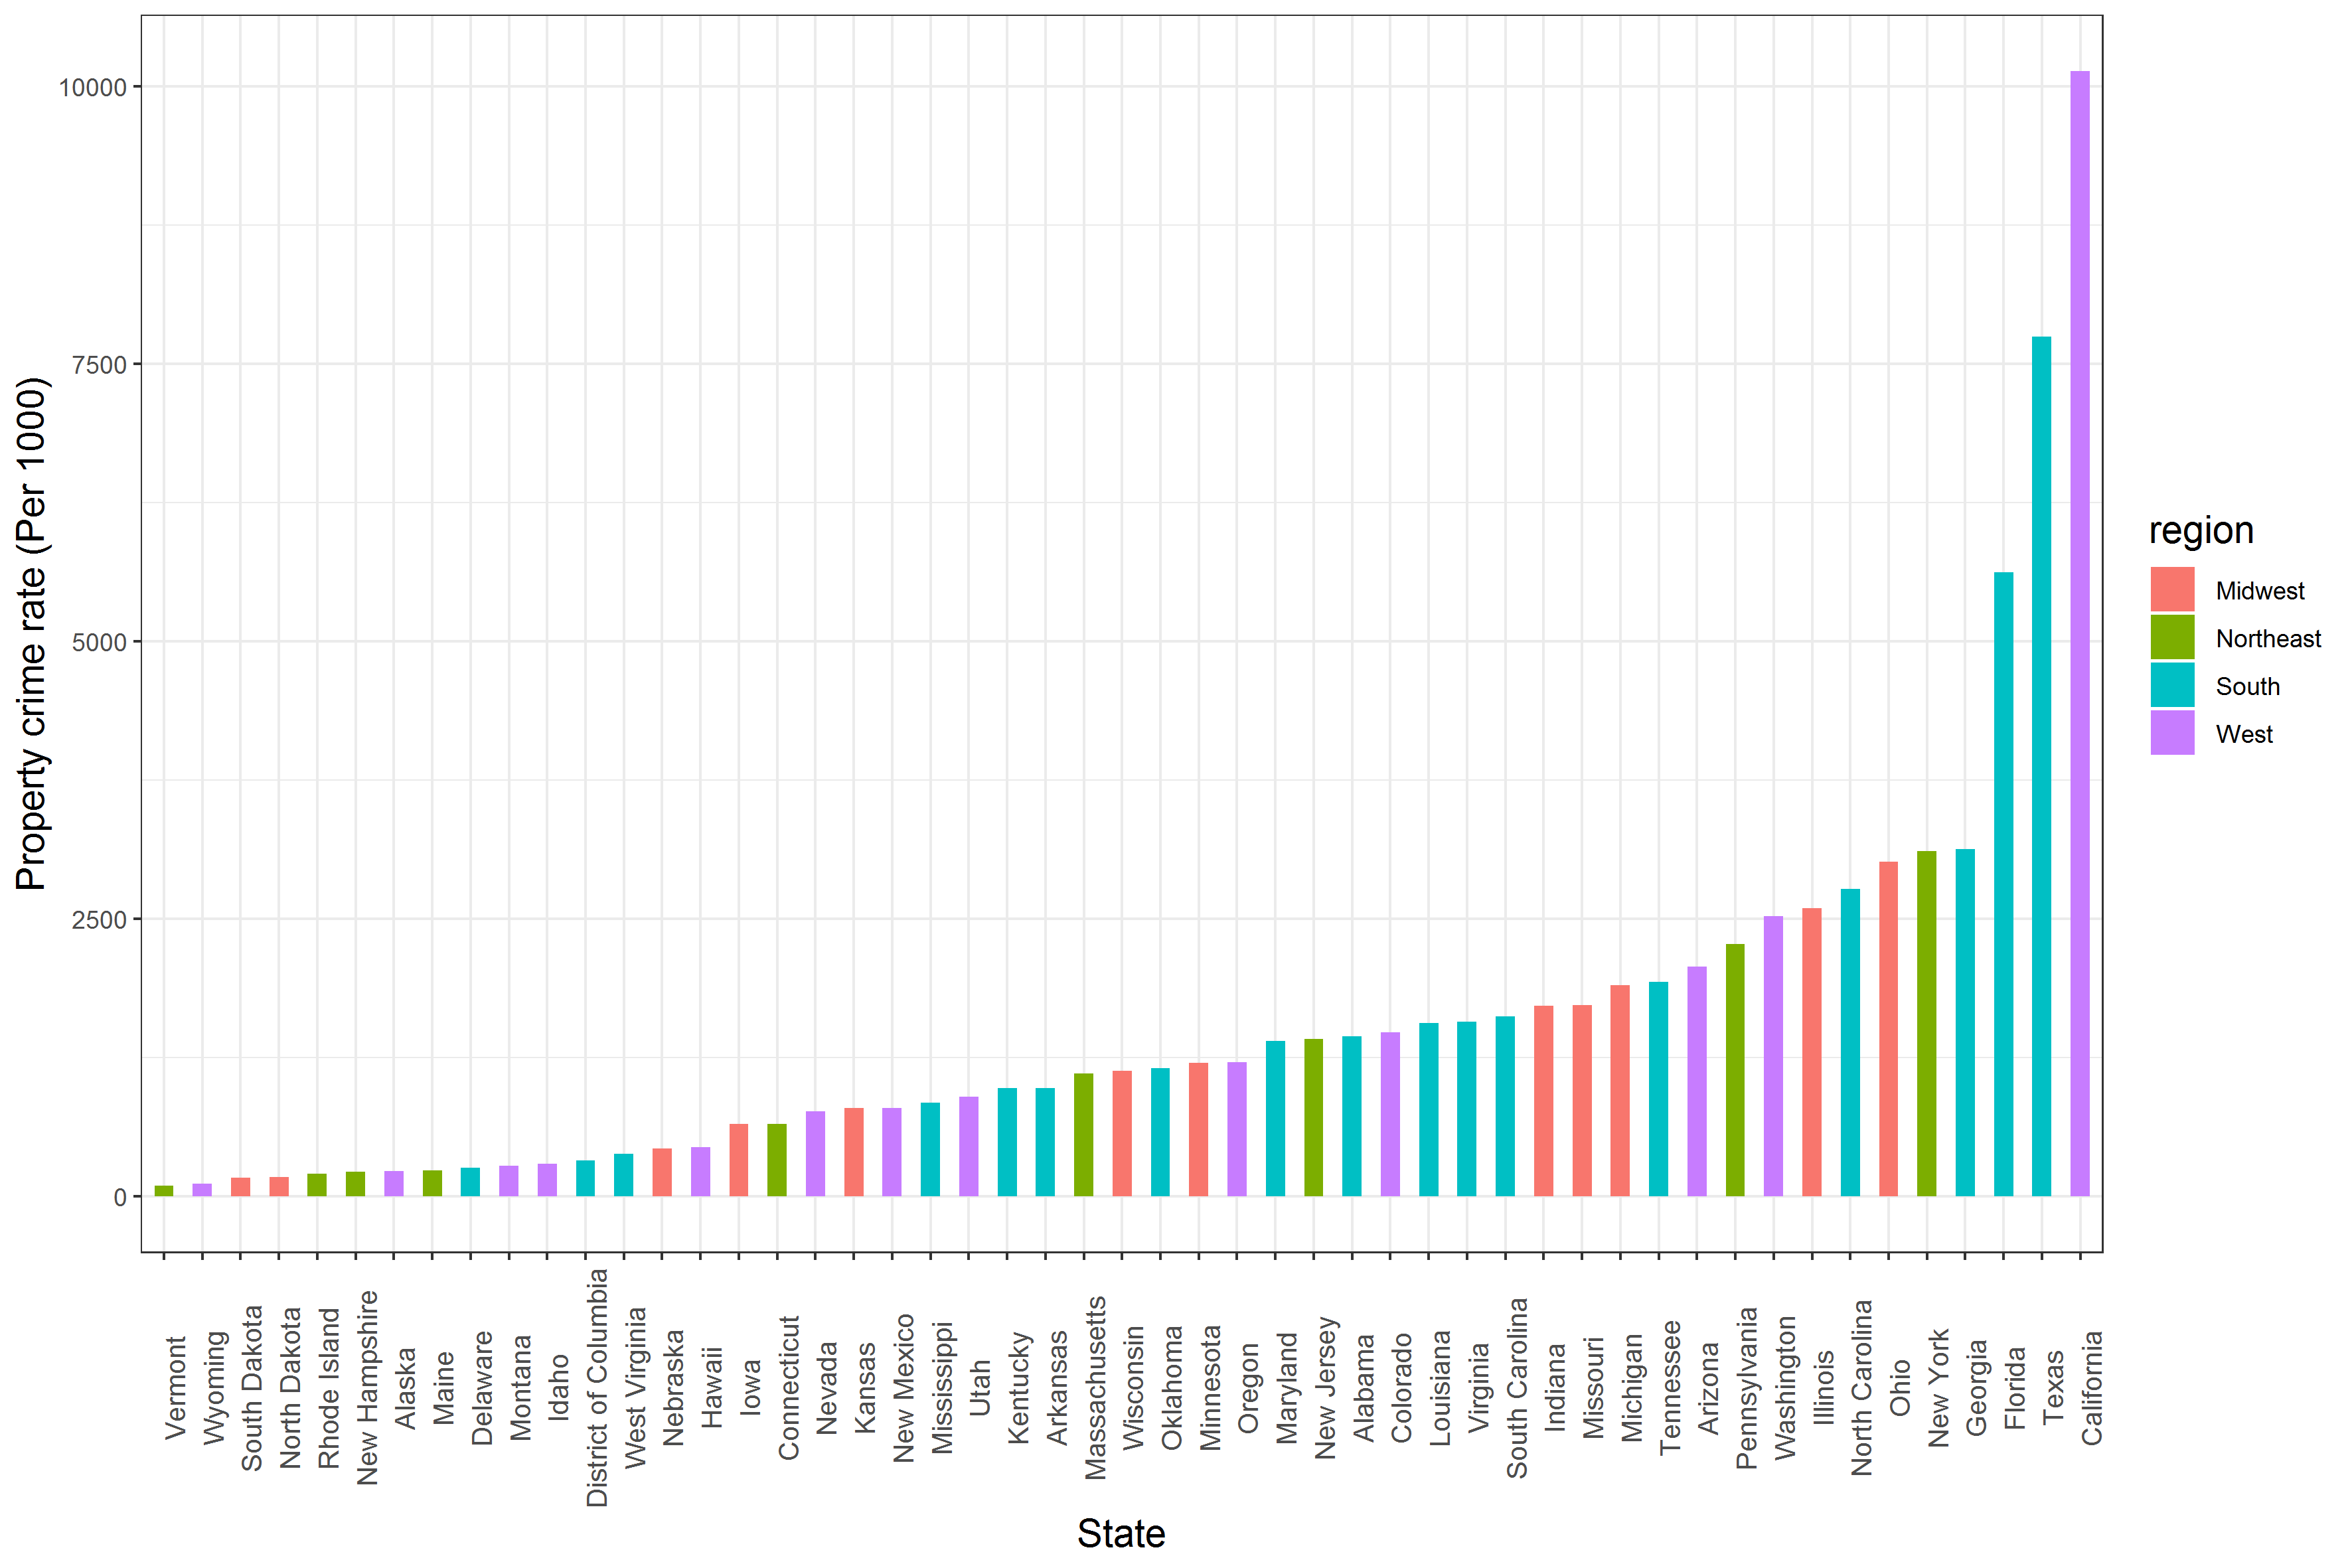 Property crime rate (Per 1000)
10000
7500
5000
2500
0
Vermont
Wyoming
South Dakota
North Dakota
Rhode Island
New Hampshire
Alaska
Maine
Delaware
Montana
Idaho
District of Columbia
West Virginia
Nebraska
Hawaii
Iowa
Connecticut
Nevada
Kansas
New Mexico
Mississippi
Utah
Kentucky
Arkansas
Massachusetts
Wisconsin
Oklahoma
Minnesota
Oregon
Maryland
New Jersey
Alabama
Colorado
Louisiana
Virginia
South Carolina
Indiana
Missouri
Michigan
Tennessee
Arizona
Pennsylvania
Washington
Illinois
North Carolina
Ohio
New York
Georgia
Florida
Texas
California
State
region
Midwest
Northeast
South
West